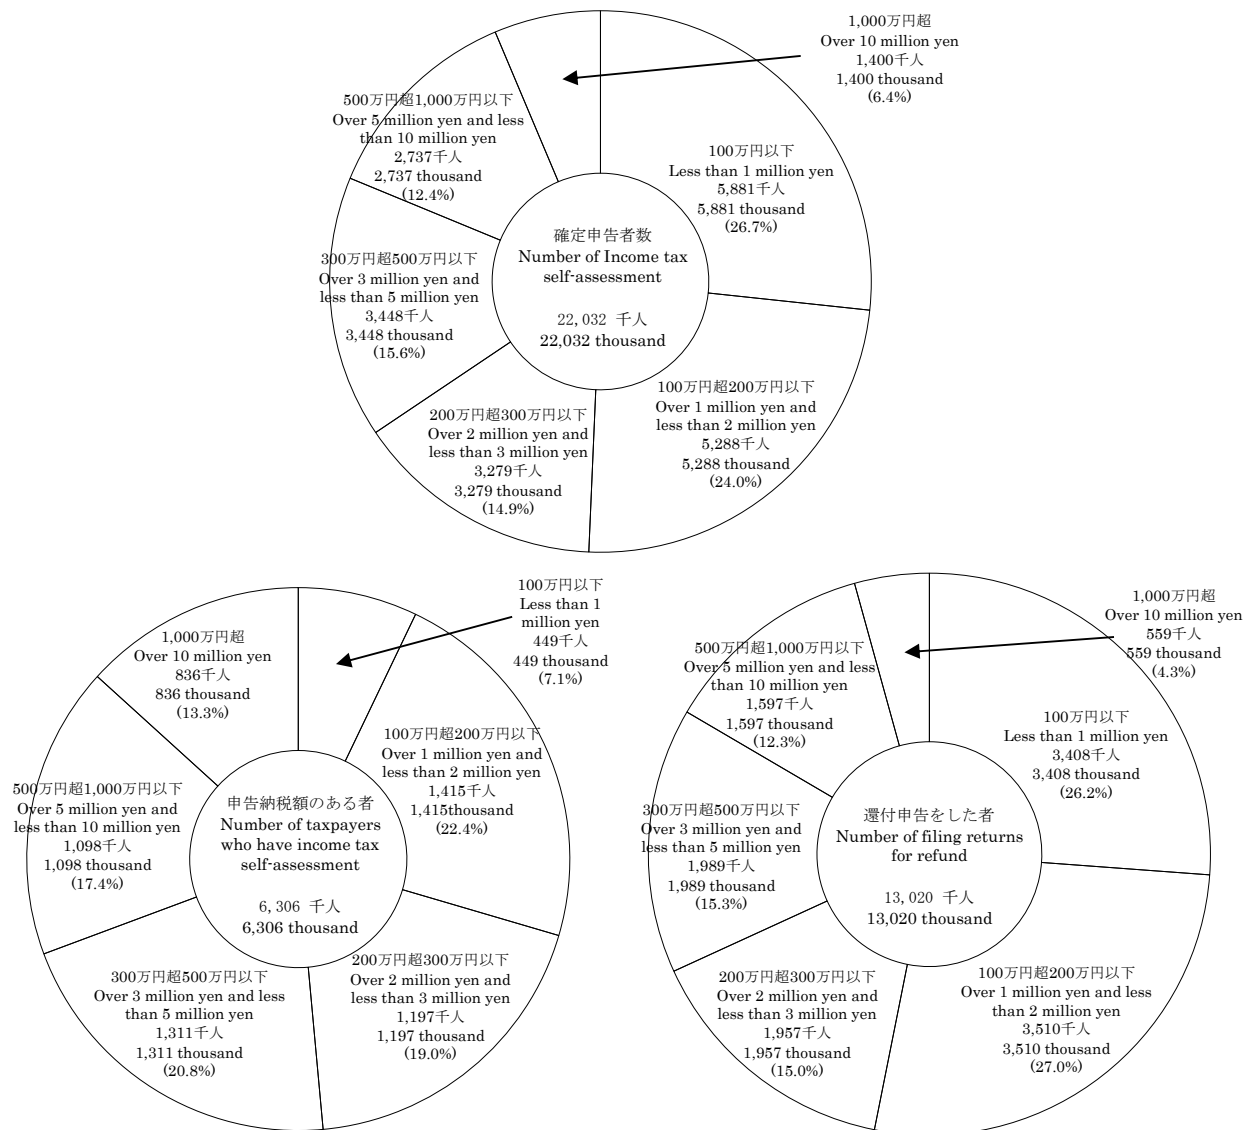 1,000万円超
Over 10 million yen
1,400千人
1,400 thousand
(6.4%)
500万円超1,000万円以下
Over 5 million yen and less
than 10 million yen
2,737千人
2,737 thousand
(12.4%)
100万円以下
Less than 1 million yen
5,881千人
5,881 thousand
(26.7%)
確定申告者数
Number of Income tax
self-assessment
22,032 千人
22,032 thousand
300万円超500万円以下
Over 3 million yen and
less than 5 million yen
3,448千人
3,448 thousand
(15.6%)
200万円超300万円以下
Over 2 million yen and
less than 3 million yen
3,279千人
3,279 thousand
(14.9%)
100万円超200万円以下
Over 1 million yen and
less than 2 million yen
5,288千人
5,288 thousand
(24.0%)
100万円以下
Less than 1
million yen
449千人
449 thousand
(7.1%)
1,000万円超
Over 10 million yen
836千人
836 thousand
(13.3%)
100万円超200万円以下
Over 1 million yen and
less than 2 million yen
1,415千人
1,415thousand
(22.4%)
500万円超1,000万円以下
Over 5 million yen and
less than 10 million yen
1,098千人
1,098 thousand
(17.4%)
申告納税額のある者
Number of taxpayers
who have income tax
self-assessment
6,306 千人
6,306 thousand
300万円超500万円以下
Over 3 million yen and less
than 5 million yen
1,311千人
1,311 thousand
(20.8%)
200万円超300万円以下
Over 2 million yen and
less than 3 million yen
1,197千人
1,197 thousand
(19.0%)
1,000万円超
Over 10 million yen
559千人
559 thousand
(4.3%)
500万円超1,000万円以下
Over 5 million yen and less
than 10 million yen
1,597千人
1,597 thousand
(12.3%)
100万円以下
Less than 1 million yen
3,408千人
3,408 thousand
(26.2%)
300万円超500万円以下
Over 3 million yen and
less than 5 million yen
1,989千人
1,989 thousand
(15.3%)
還付申告をした者
Number of filing returns
for refund
13,020 千人
13,020 thousand
200万円超300万円以下
Over 2 million yen and
less than 3 million yen
1,957千人
1,957 thousand
(15.0%)
100万円超200万円以下
Over 1 million yen and less
than 2 million yen
3,510千人
3,510 thousand
(27.0%)